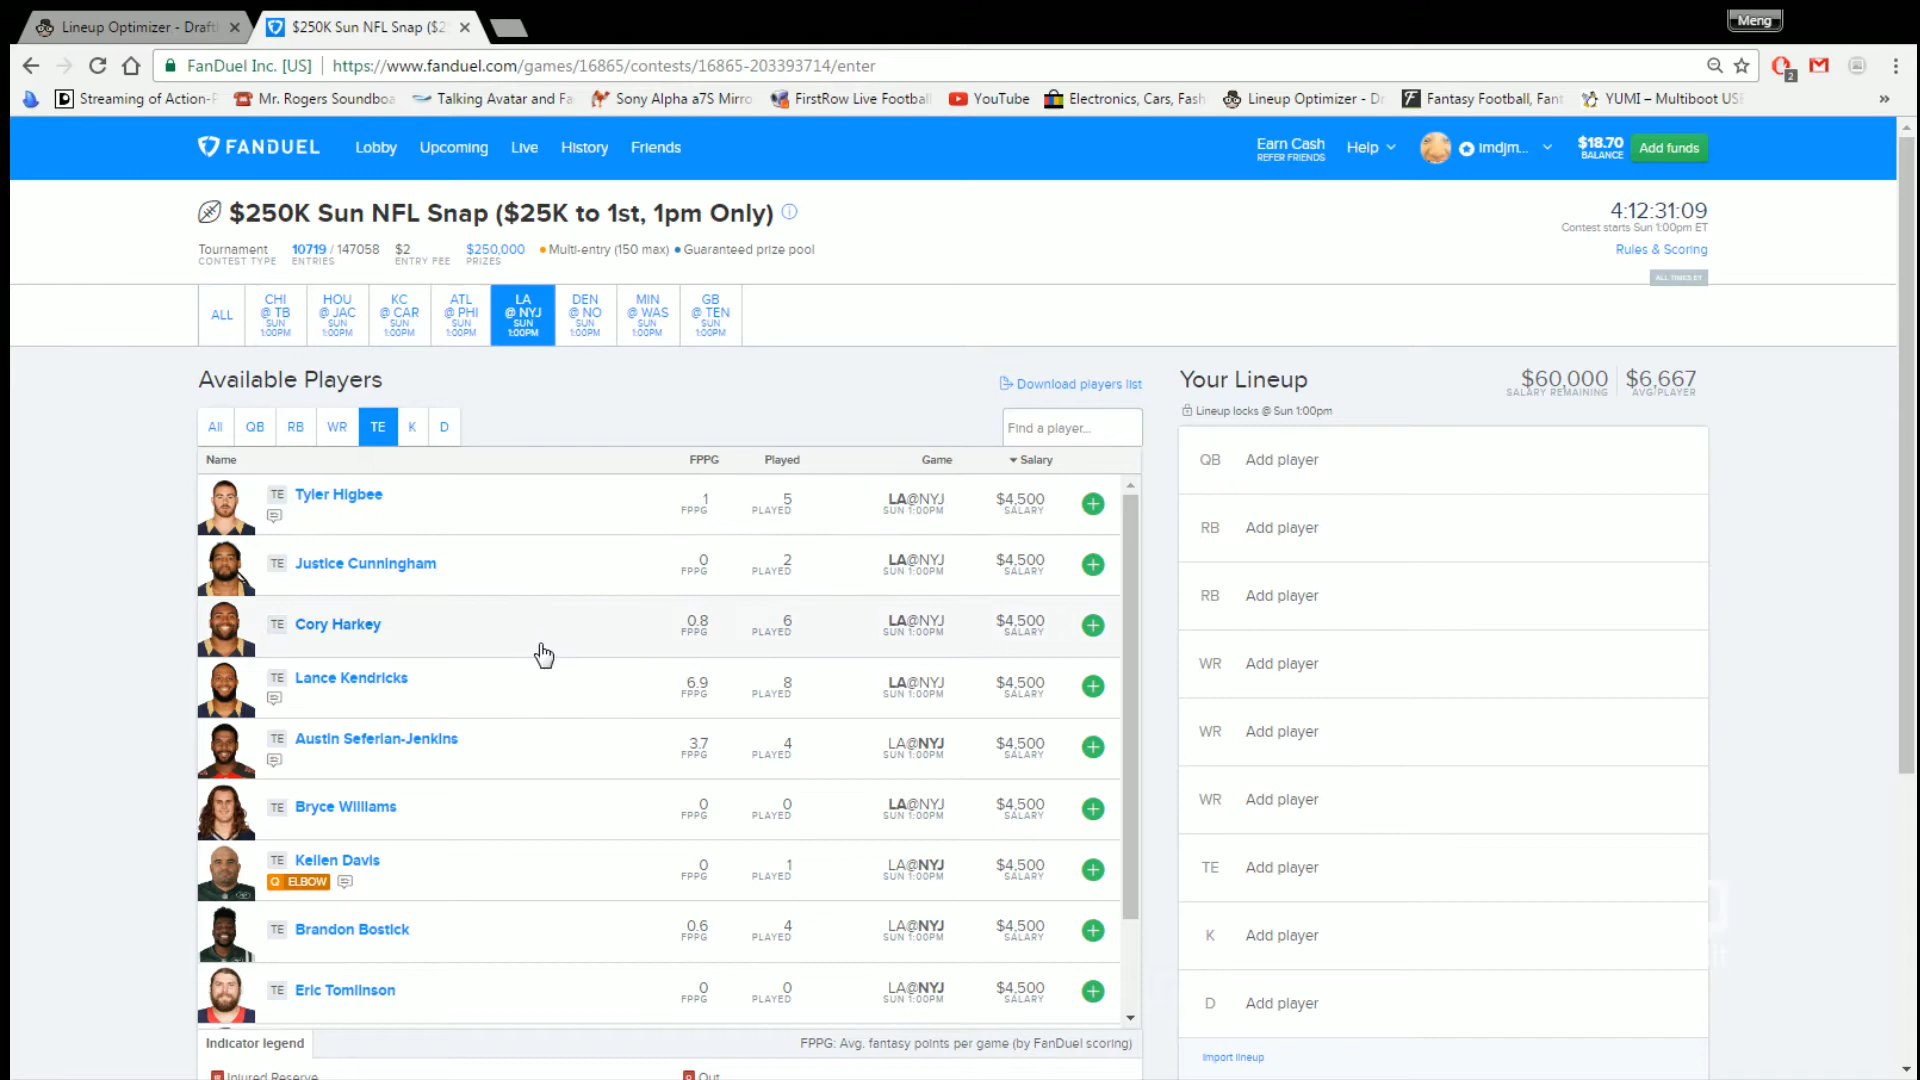 Meng
Lineup Optimizer - Draft
$250K Sun NFL Snap ($2
FanDuel Inc. [US] | https://www.fanduel.com/games/16865/contests/16865-203393714/enter
2
Streaming of Action-P
Mr. Rogers Soundboa
Talking Avatar and Fa
Sony Alpha a7S Mirro
FirstRow Live Football
YouTube
Electronics, Cars, Fash
Lineup Optimizer - Dr
Fantasy Football, Fant
YUMI – Multiboot USB
»
FANDUEL
Lobby
Upcoming
Live
History
Friends
Earn Cash
REFER FRIENDS
Help
Imdjm...
$18.70
BALANCE
Add funds
$250K Sun NFL Snap ($25K to 1st, 1pm Only)
4:12:31:09
Contest starts Sun 1:00pm ET
Rules & Scoring
ALL TIMES ET
Tournament
CONTEST TYPE
10719 / 147058
ENTRIES
$2
ENTRY FEE
$250,000
PRIZES
Multi-entry (150 max)
Guaranteed prize pool
ALL
CHI
@ TB
SUN
1:00PM
HOU
@ JAC
SUN
1:00PM
KC
@ CAR
SUN
1:00PM
ATL
@ PHI
SUN
1:00PM
LA
@ NYJ
SUN
1:00PM
DEN
@ NO
SUN
1:00PM
MIN
@ WAS
SUN
1:00PM
GB
@ TEN
SUN
1:00PM
Available Players
Download players list
All QB RB WR TE K D
Find a player...
Name FPPG Played Game Salary
TE Tyler Higbee 1 5 LA@NYJ $4,500
FPPG PLAYED SUN 1:00PM SALARY
TE Justice Cunningham 0 2 LA@NYJ $4,500
FPPG PLAYED SUN 1:00PM SALARY
TE Cory Harkey 0.8 6 LA@NYJ $4,500
FPPG PLAYED SUN 1:00PM SALARY
TE Lance Kendricks 6.9 8 LA@NYJ $4,500
FPPG PLAYED SUN 1:00PM SALARY
TE Austin Seferian-Jenkins 3.7 4 LA@NYJ $4,500
FPPG PLAYED SUN 1:00PM SALARY
TE Bryce Williams 0 0 LA@NYJ $4,500
FPPG PLAYED SUN 1:00PM SALARY
TE Kellen Davis 0 1 LA@NYJ $4,500
Q ELBOW FPPG PLAYED SUN 1:00PM SALARY
TE Brandon Bostick 0.6 4 LA@NYJ $4,500
FPPG PLAYED SUN 1:00PM SALARY
TE Eric Tomlinson 0 0 LA@NYJ $4,500
FPPG PLAYED SUN 1:00PM SALARY
Indicator legend
FPPG: Avg. fantasy points per game (by FanDuel scoring)
Injured Reserve
Out
Your Lineup
$60,000
SALARY REMAINING
$6,667
AVG/PLAYER
Lineup locks @ Sun 1:00pm
QB Add player
RB Add player
RB Add player
WR Add player
WR Add player
WR Add player
TE Add player
K Add player
D Add player
Import lineup